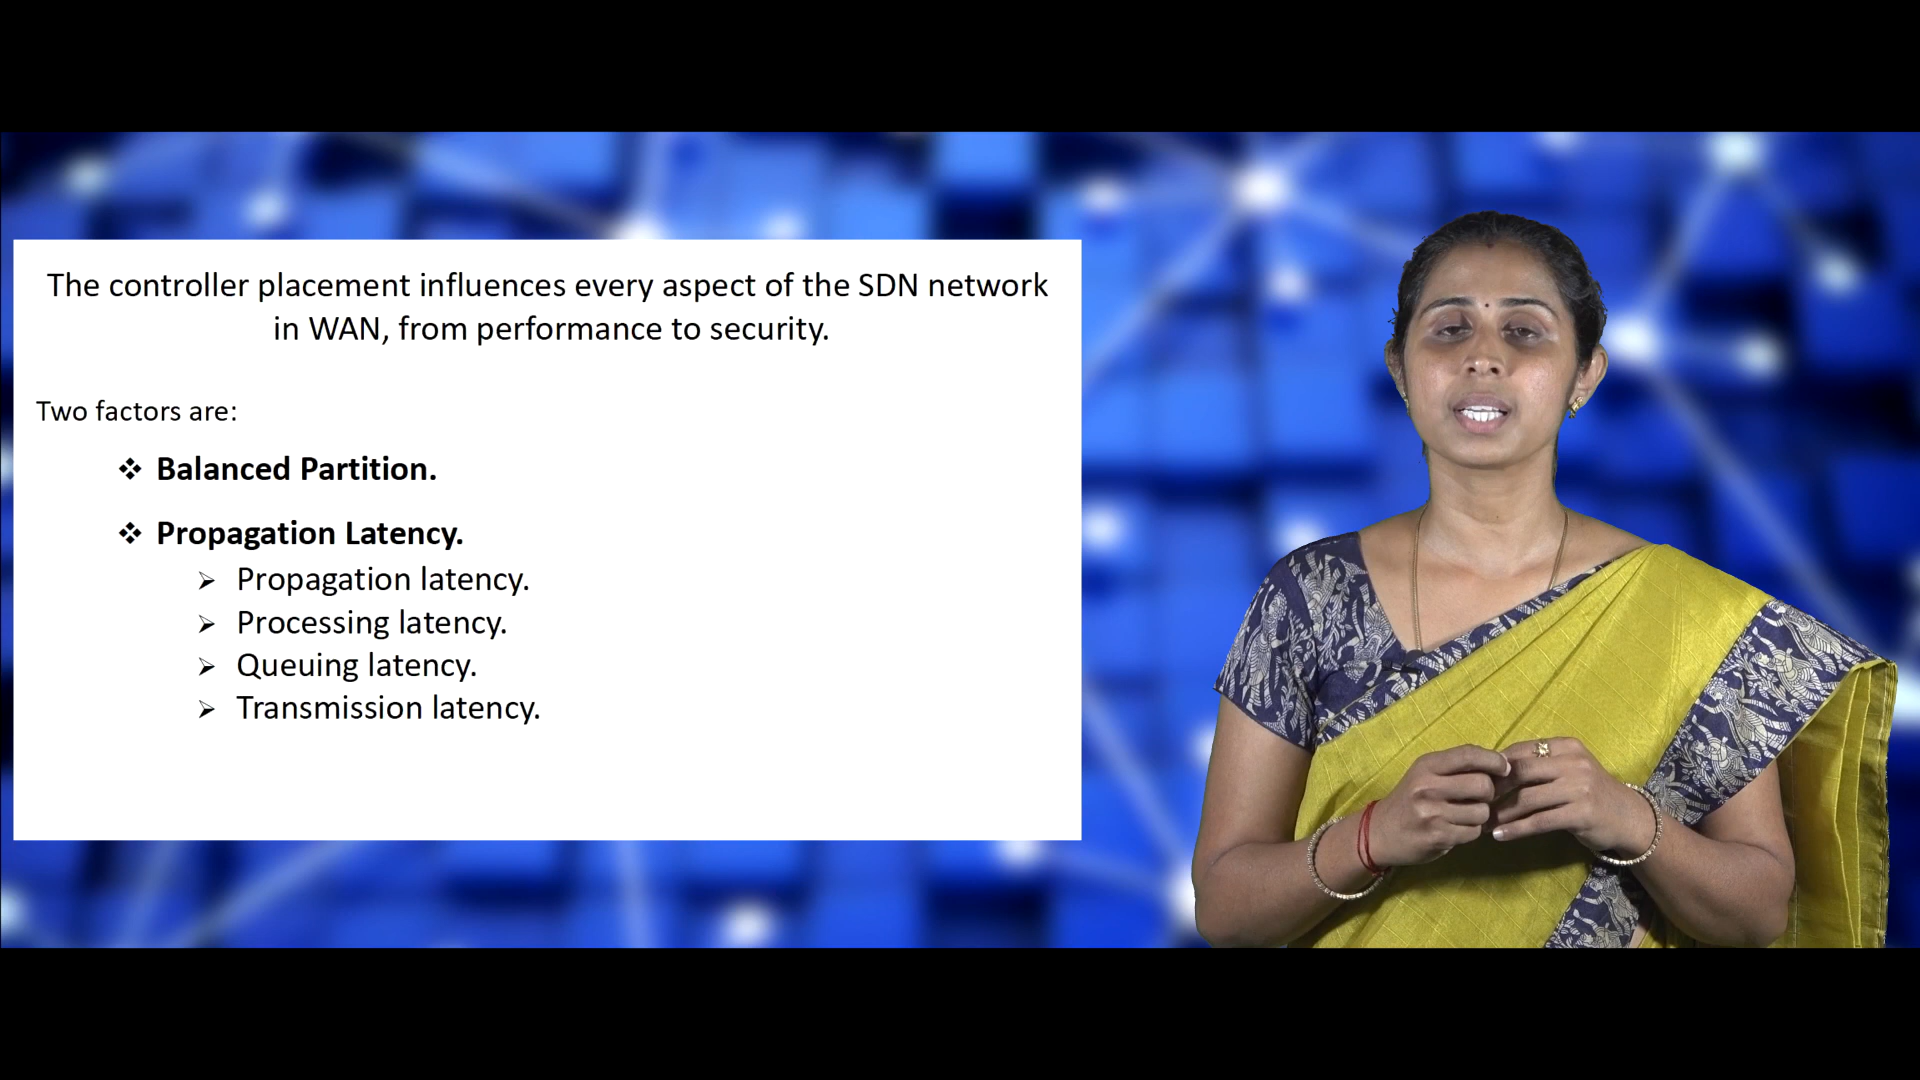 The controller placement influences every aspect of the SDN network
in WAN, from performance to security.
Two factors are:
❖ Balanced Partition.
❖ Propagation Latency.
➢ Propagation latency.
➢ Processing latency.
➢ Queuing latency.
➢ Transmission latency.